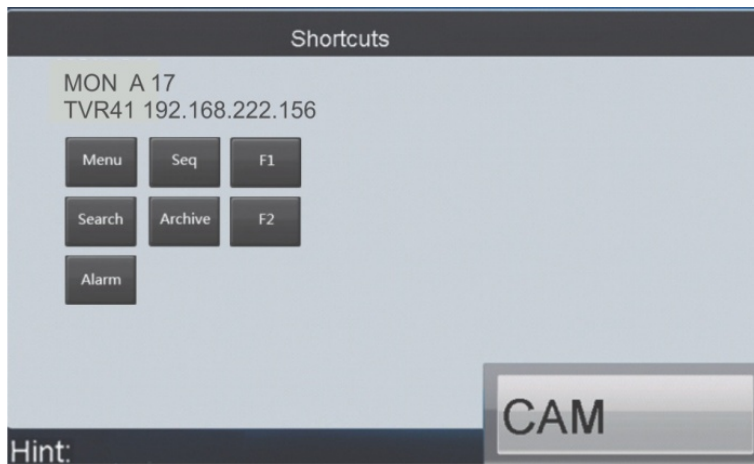 Shortcuts
MON A 17
TVR41 192.168.222.156
Menu Seq F1
Search Archive F2
Alarm
CAM
Hint: